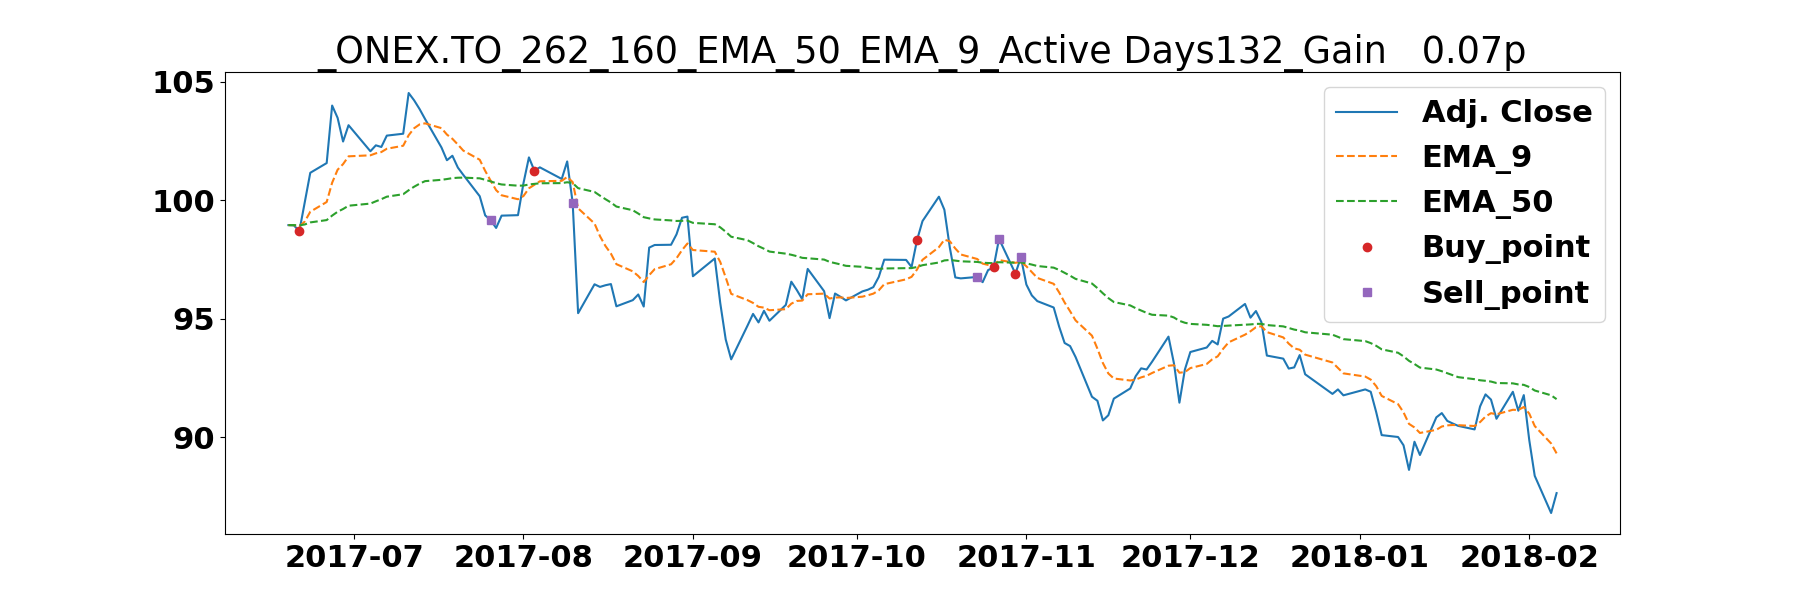 _ONEX.TO_262_160_EMA_50_EMA_9_Active Days132_Gain   0.07p
105
100
95
90
Adj. Close
EMA_9
EMA_50
Buy_point
Sell_point
2017-07 2017-08 2017-09 2017-10 2017-11 2017-12 2018-01 2018-02